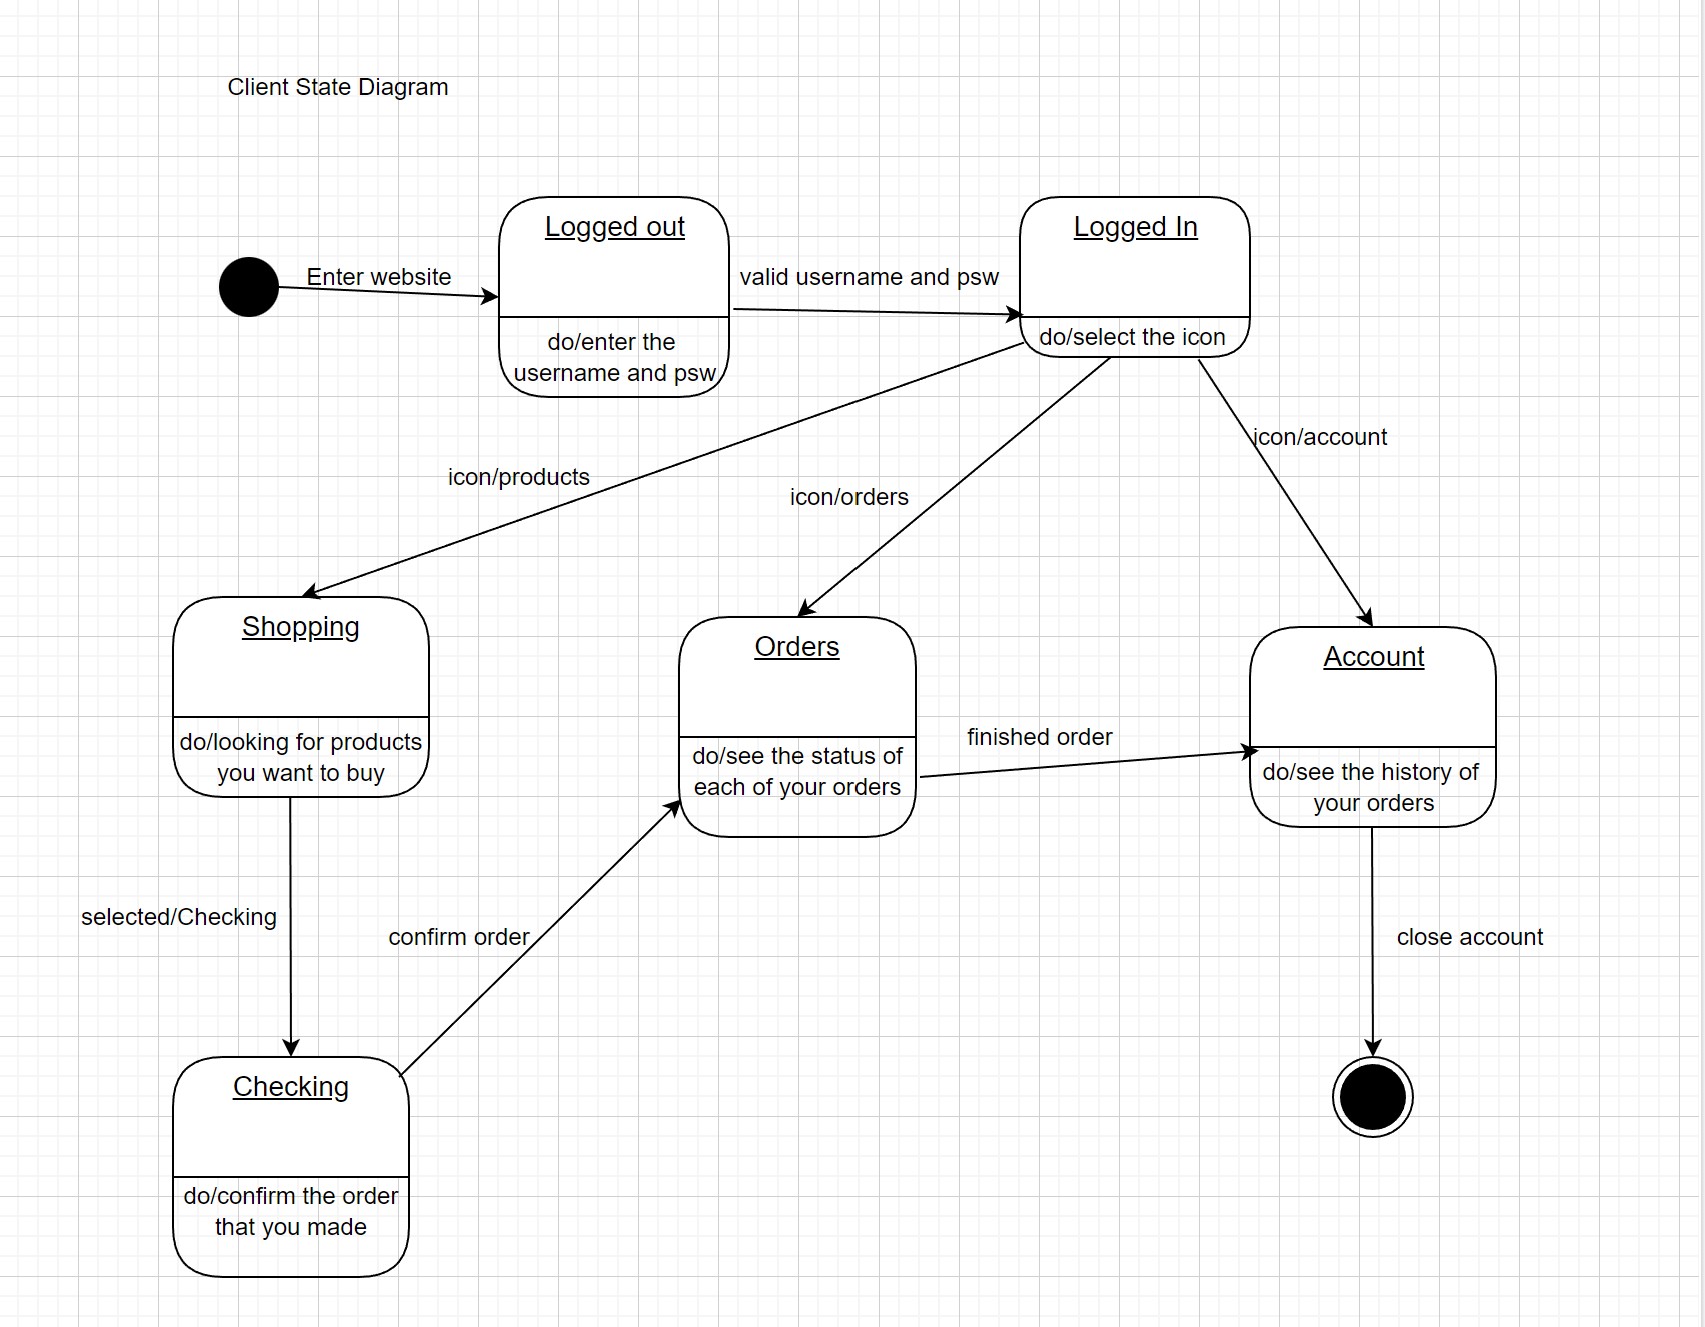 Client State Diagram
Logged out
Logged In
Enter website
valid username and psw
do/enter the
username and psw
do/select the icon
icon/products
icon/orders
icon/account
Shopping
Orders
Account
do/looking for products
you want to buy
do/see the status of
each of your orders
finished order
do/see the history of
your orders
selected/Checking
confirm order
close account
Checking
do/confirm the order
that you made